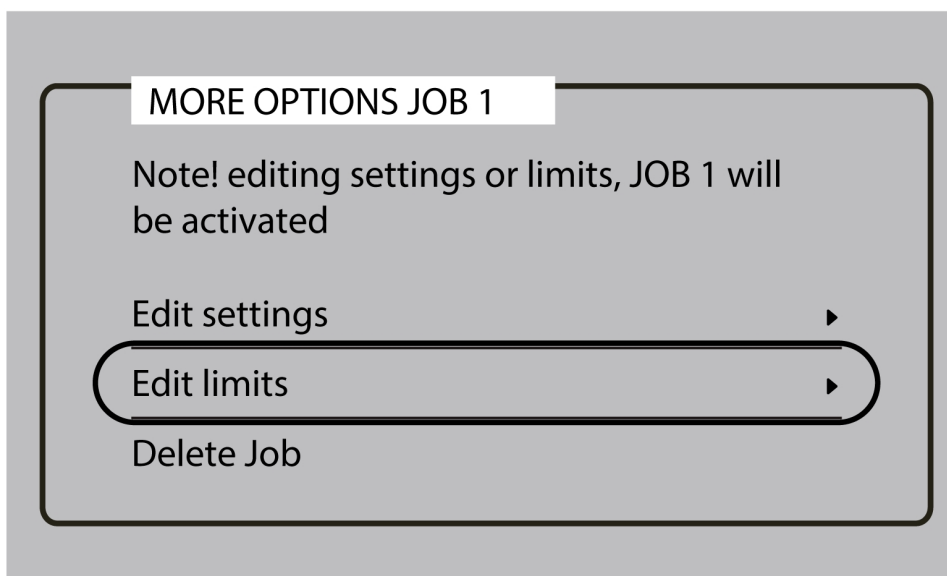 MORE OPTIONS JOB 1
Note! editing settings or limits, JOB 1 will
be activated
Edit settings
Edit limits
Delete Job